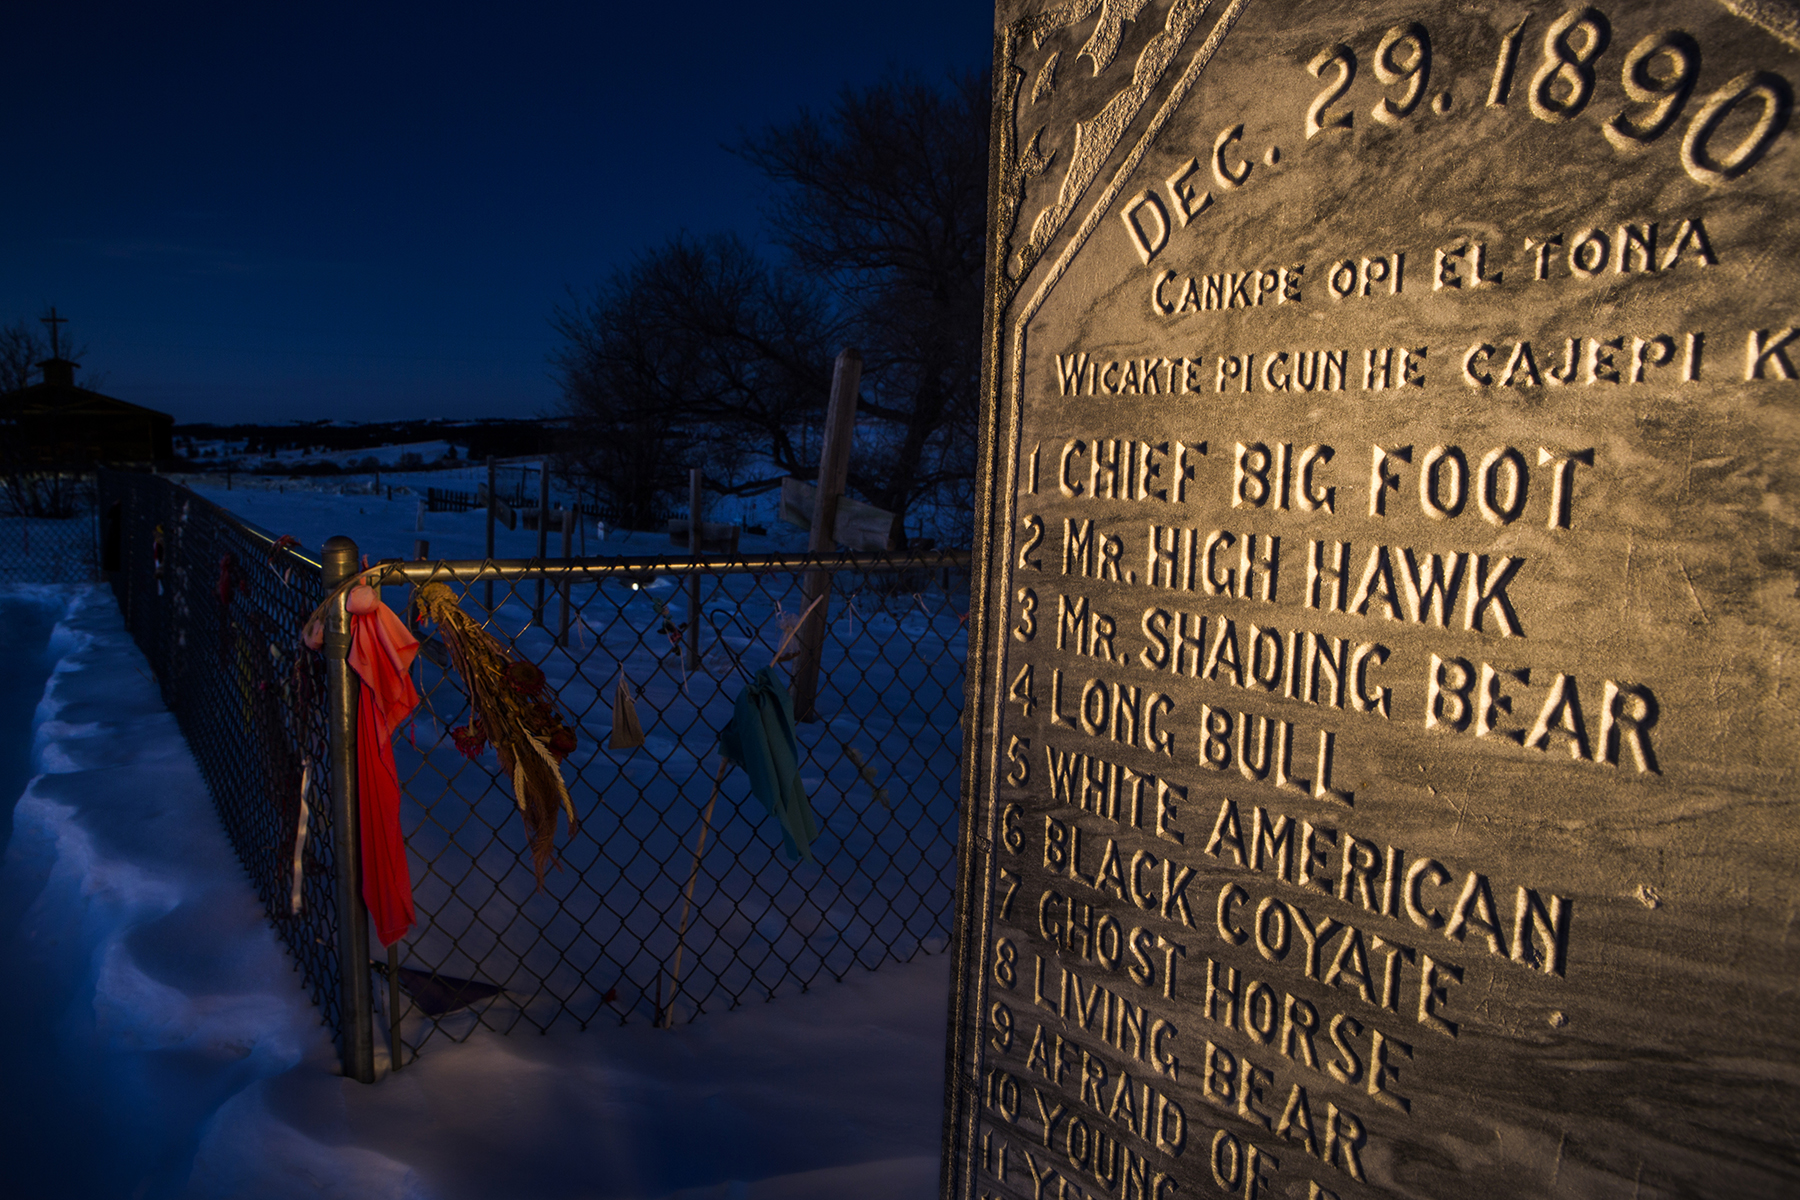 DEC. 29. 1890
CANKPE OPI EL TONA
WICAKTE PI GUN HE CAJEPI K
1 CHIEF BIG FOOT
2 MR. HIGH HAWK
3 MR. SHADING BEAR
4 LONG BULL
5 WHITE AMERICAN
6 BLACK COYATE
7 GHOST HORSE
8 LIVING BEAR
9 AFRAID OF
10 YOUNG
11